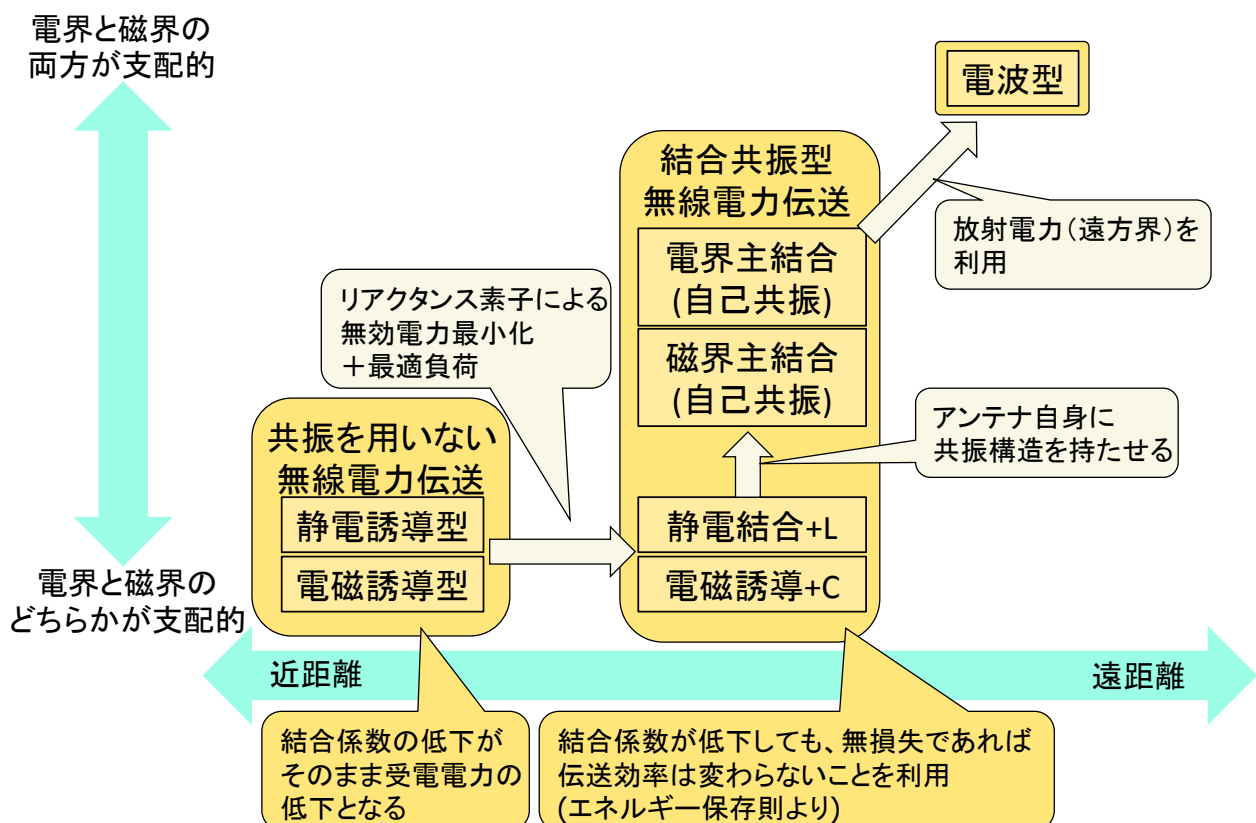 電界と磁界の
両方が支配的
電波型
結合共振型
無線電力伝送
放射電力(遠方界)を
利用
電界主結合
(自己共振)
リアクタンス素子による
無効電力最小化
+最適負荷
磁界主結合
(自己共振)
アンテナ自身に
共振構造を持たせる
共振を用いない
無線電力伝送
静電誘導型
静電結合+L
電磁誘導型
電磁誘導+C
電界と磁界の
どちらかが支配的
近距離
遠距離
結合係数の低下が
そのまま受電電力の
低下となる
結合係数が低下しても、無損失であれば
伝送効率は変わらないことを利用
(エネルギー保存則より)